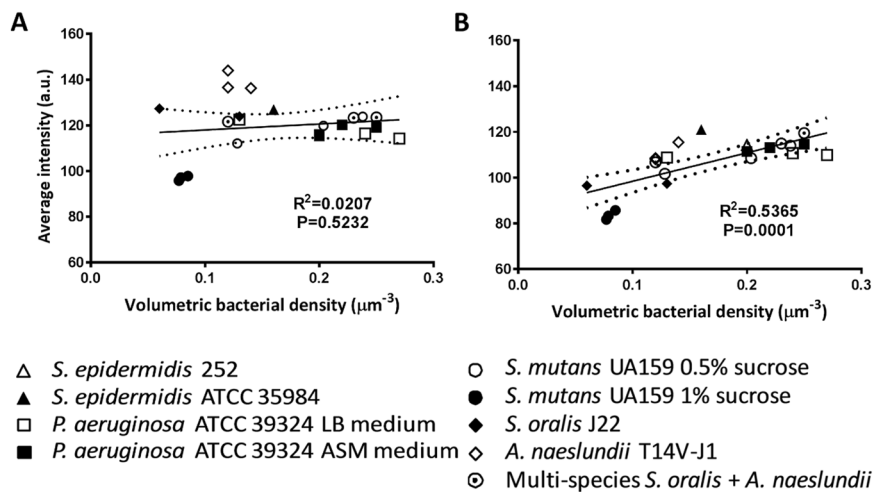 A
Average intensity (a.u.)
160
140
120
100
80
60
0.0 0.1 0.2 0.3
R²=0.0207
P=0.5232
Volumetric bacterial density (μm⁻³)
B
160
140
120
100
80
60
0.0 0.1 0.2 0.3
R²=0.5365
P=0.0001
Volumetric bacterial density (μm⁻³)
S. epidermidis 252
S. epidermidis ATCC 35984
P. aeruginosa ATCC 39324 LB medium
P. aeruginosa ATCC 39324 ASM medium
S. mutans UA159 0.5% sucrose
S. mutans UA159 1% sucrose
S. oralis J22
A. naeslundii T14V-J1
Multi-species S. oralis + A. naeslundii